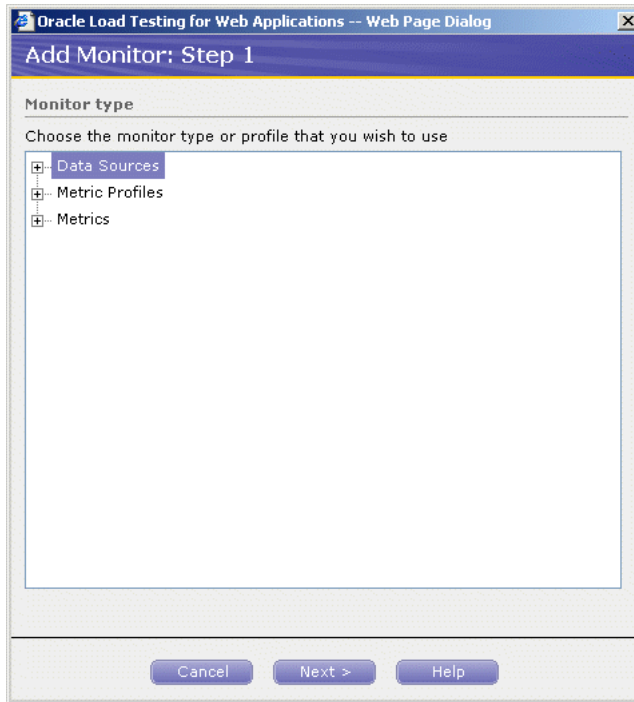 Oracle Load Testing for Web Applications -- Web Page Dialog
Add Monitor: Step 1
Monitor type
Choose the monitor type or profile that you wish to use
Data Sources
Metric Profiles
Metrics
Cancel Next > Help